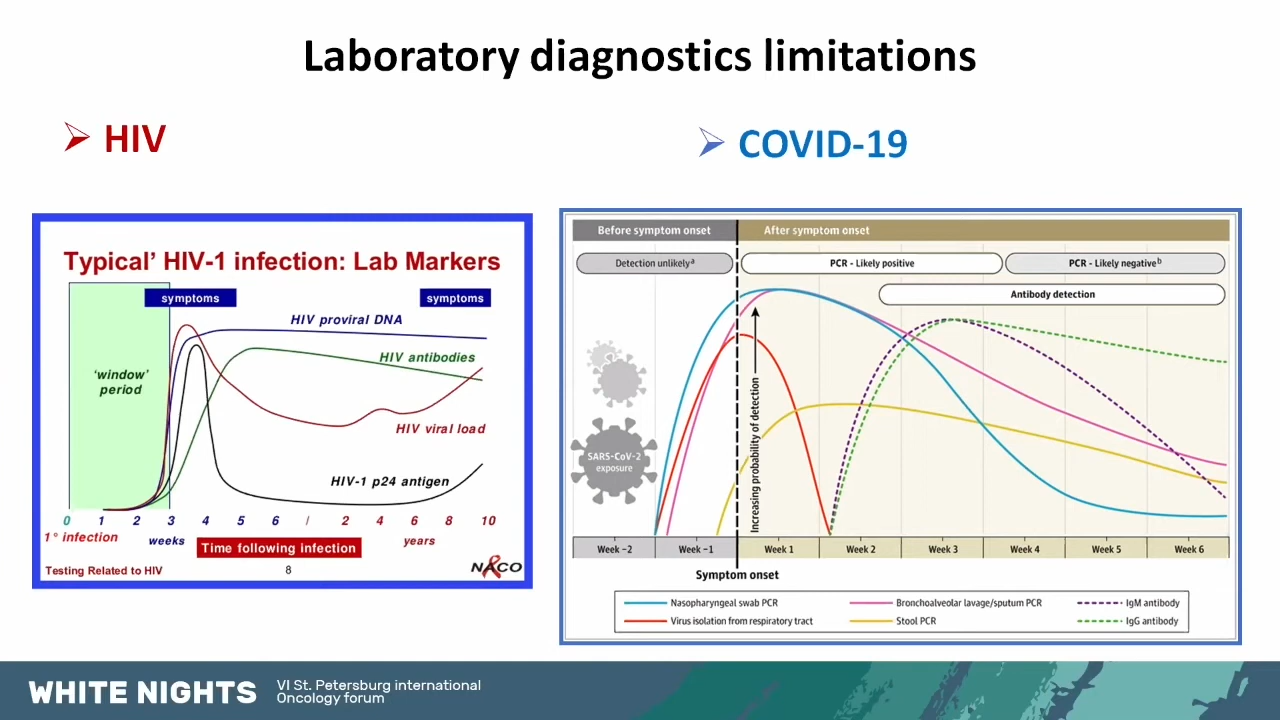 Laboratory diagnostics limitations
HIV
COVID-19
Typical’ HIV-1 infection: Lab Markers
symptoms
symptoms
HIV proviral DNA
‘window’
period
HIV antibodies
HIV viral load
HIV-1 p24 antigen
0 1 2 3 4 5 6 / 2 4 6 8 10
1° infection
weeks
Time following infection
years
Testing Related to HIV
8
NACO
Before symptom onset
After symptom onset
Detection unlikelyᵃ
PCR - Likely positive
PCR - Likely negativeᵇ
Antibody detection
SARS-CoV-2
exposure
Increasing probability of detection
Week −2
Week −1
Week 1
Week 2
Week 3
Week 4
Week 5
Week 6
Symptom onset
Nasopharyngeal swab PCR
Bronchoalveolar lavage/sputum PCR
IgM antibody
Virus isolation from respiratory tract
Stool PCR
IgG antibody
WHITE NIGHTS
VI St. Petersburg international
Oncology forum